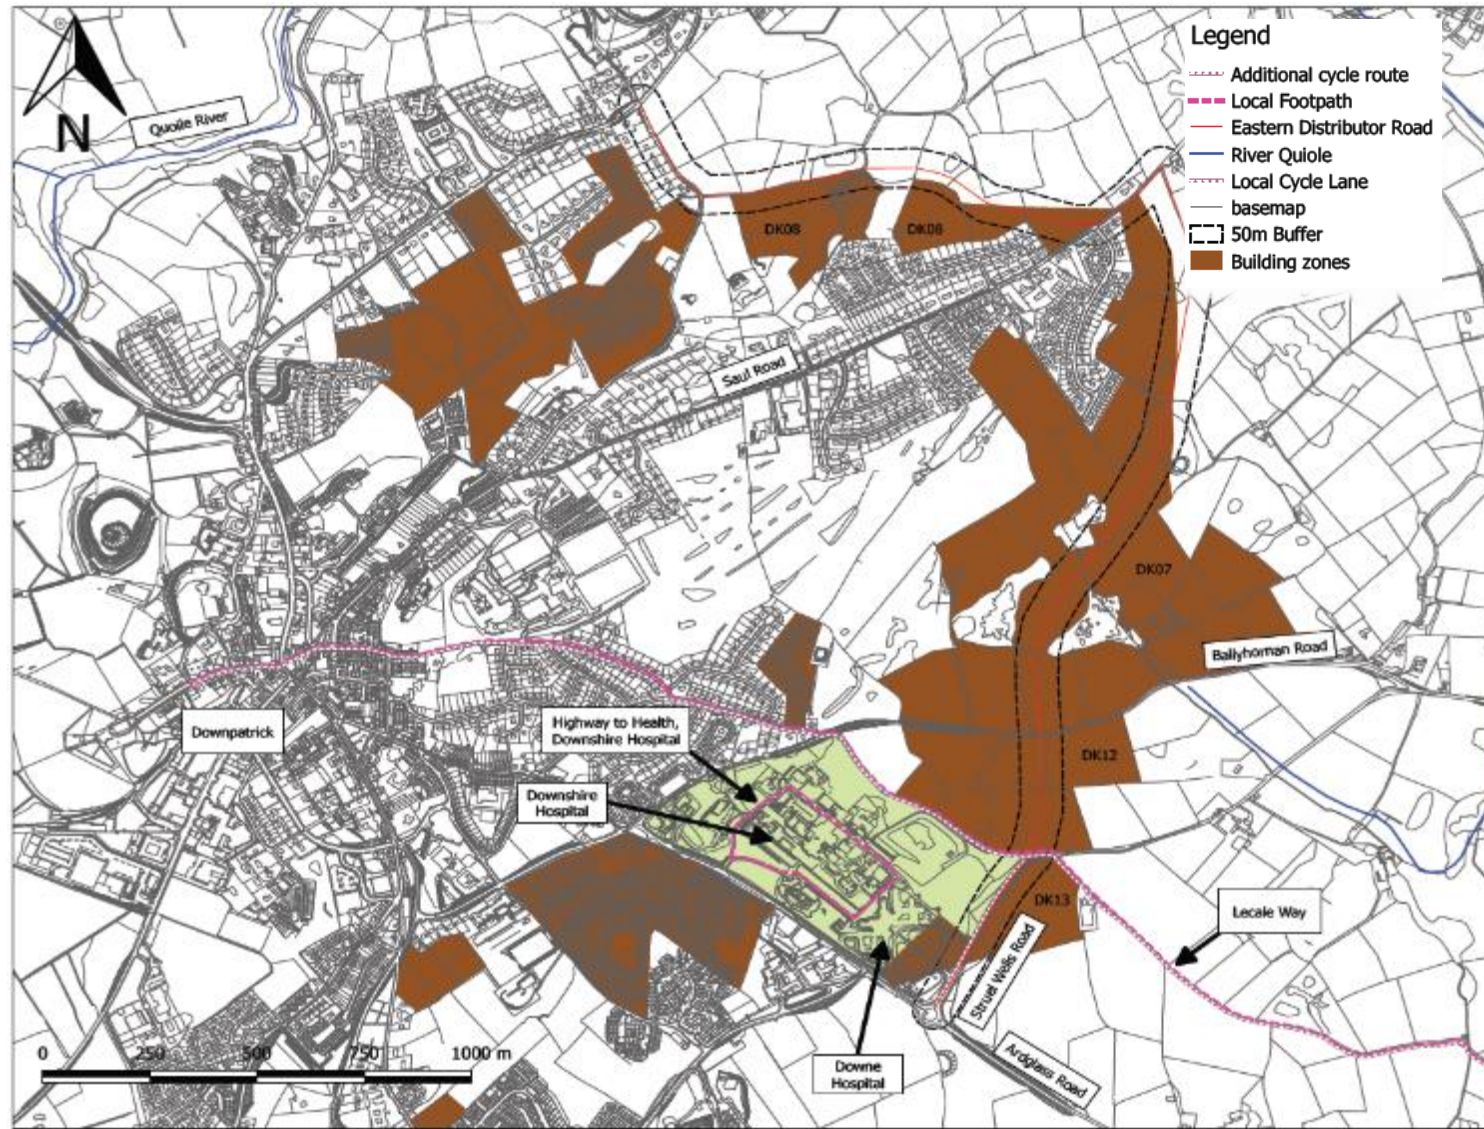 Legend
Additional cycle route
Local Footpath
Eastern Distributor Road
River Quiole
Local Cycle Lane
basemap
50m Buffer
Building zones
N
Quoile River
DK08
DK08
Saul Road
DK07
Ballyhornan Road
Downpatrick
Highway to Health,
Downshire Hospital
DK12
Downshire
Hospital
DK13
Lecale Way
Struel Wells Road
Ardglass Road
Downe
Hospital
0 250 500 750 1000 m